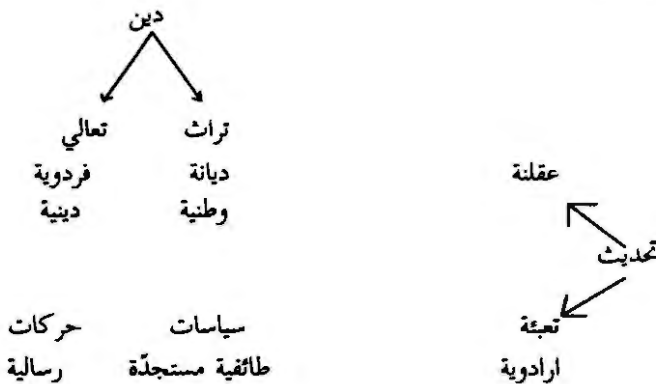 دين
تراث تعالي
ديانة فردوية عقلنة
وطنية دينية
تحديث
سياسات حركات تعبئة
طائفية مستجدّة رسالية ارادوية